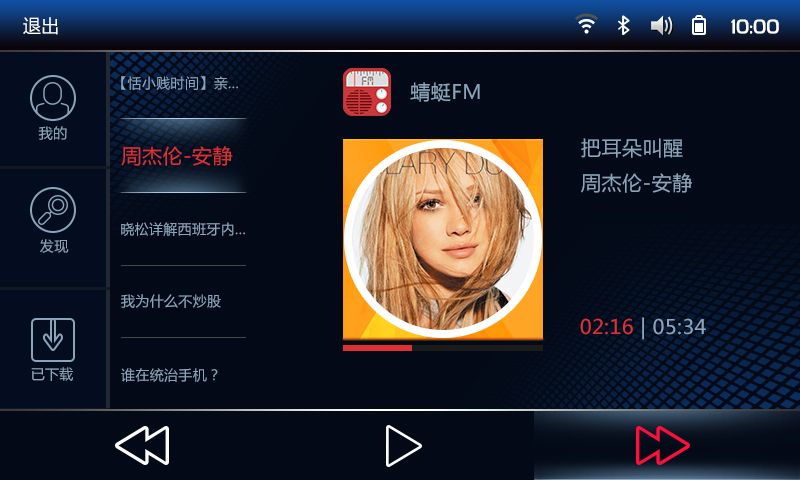 退出
10:00
我的
发现
已下载
【恬小贱时间】亲...
周杰伦-安静
晓松详解西班牙内...
我为什么不炒股
谁在统治手机？
FM
蜻蜓FM
LARY DU
把耳朵叫醒
周杰伦-安静
02:16 | 05:34